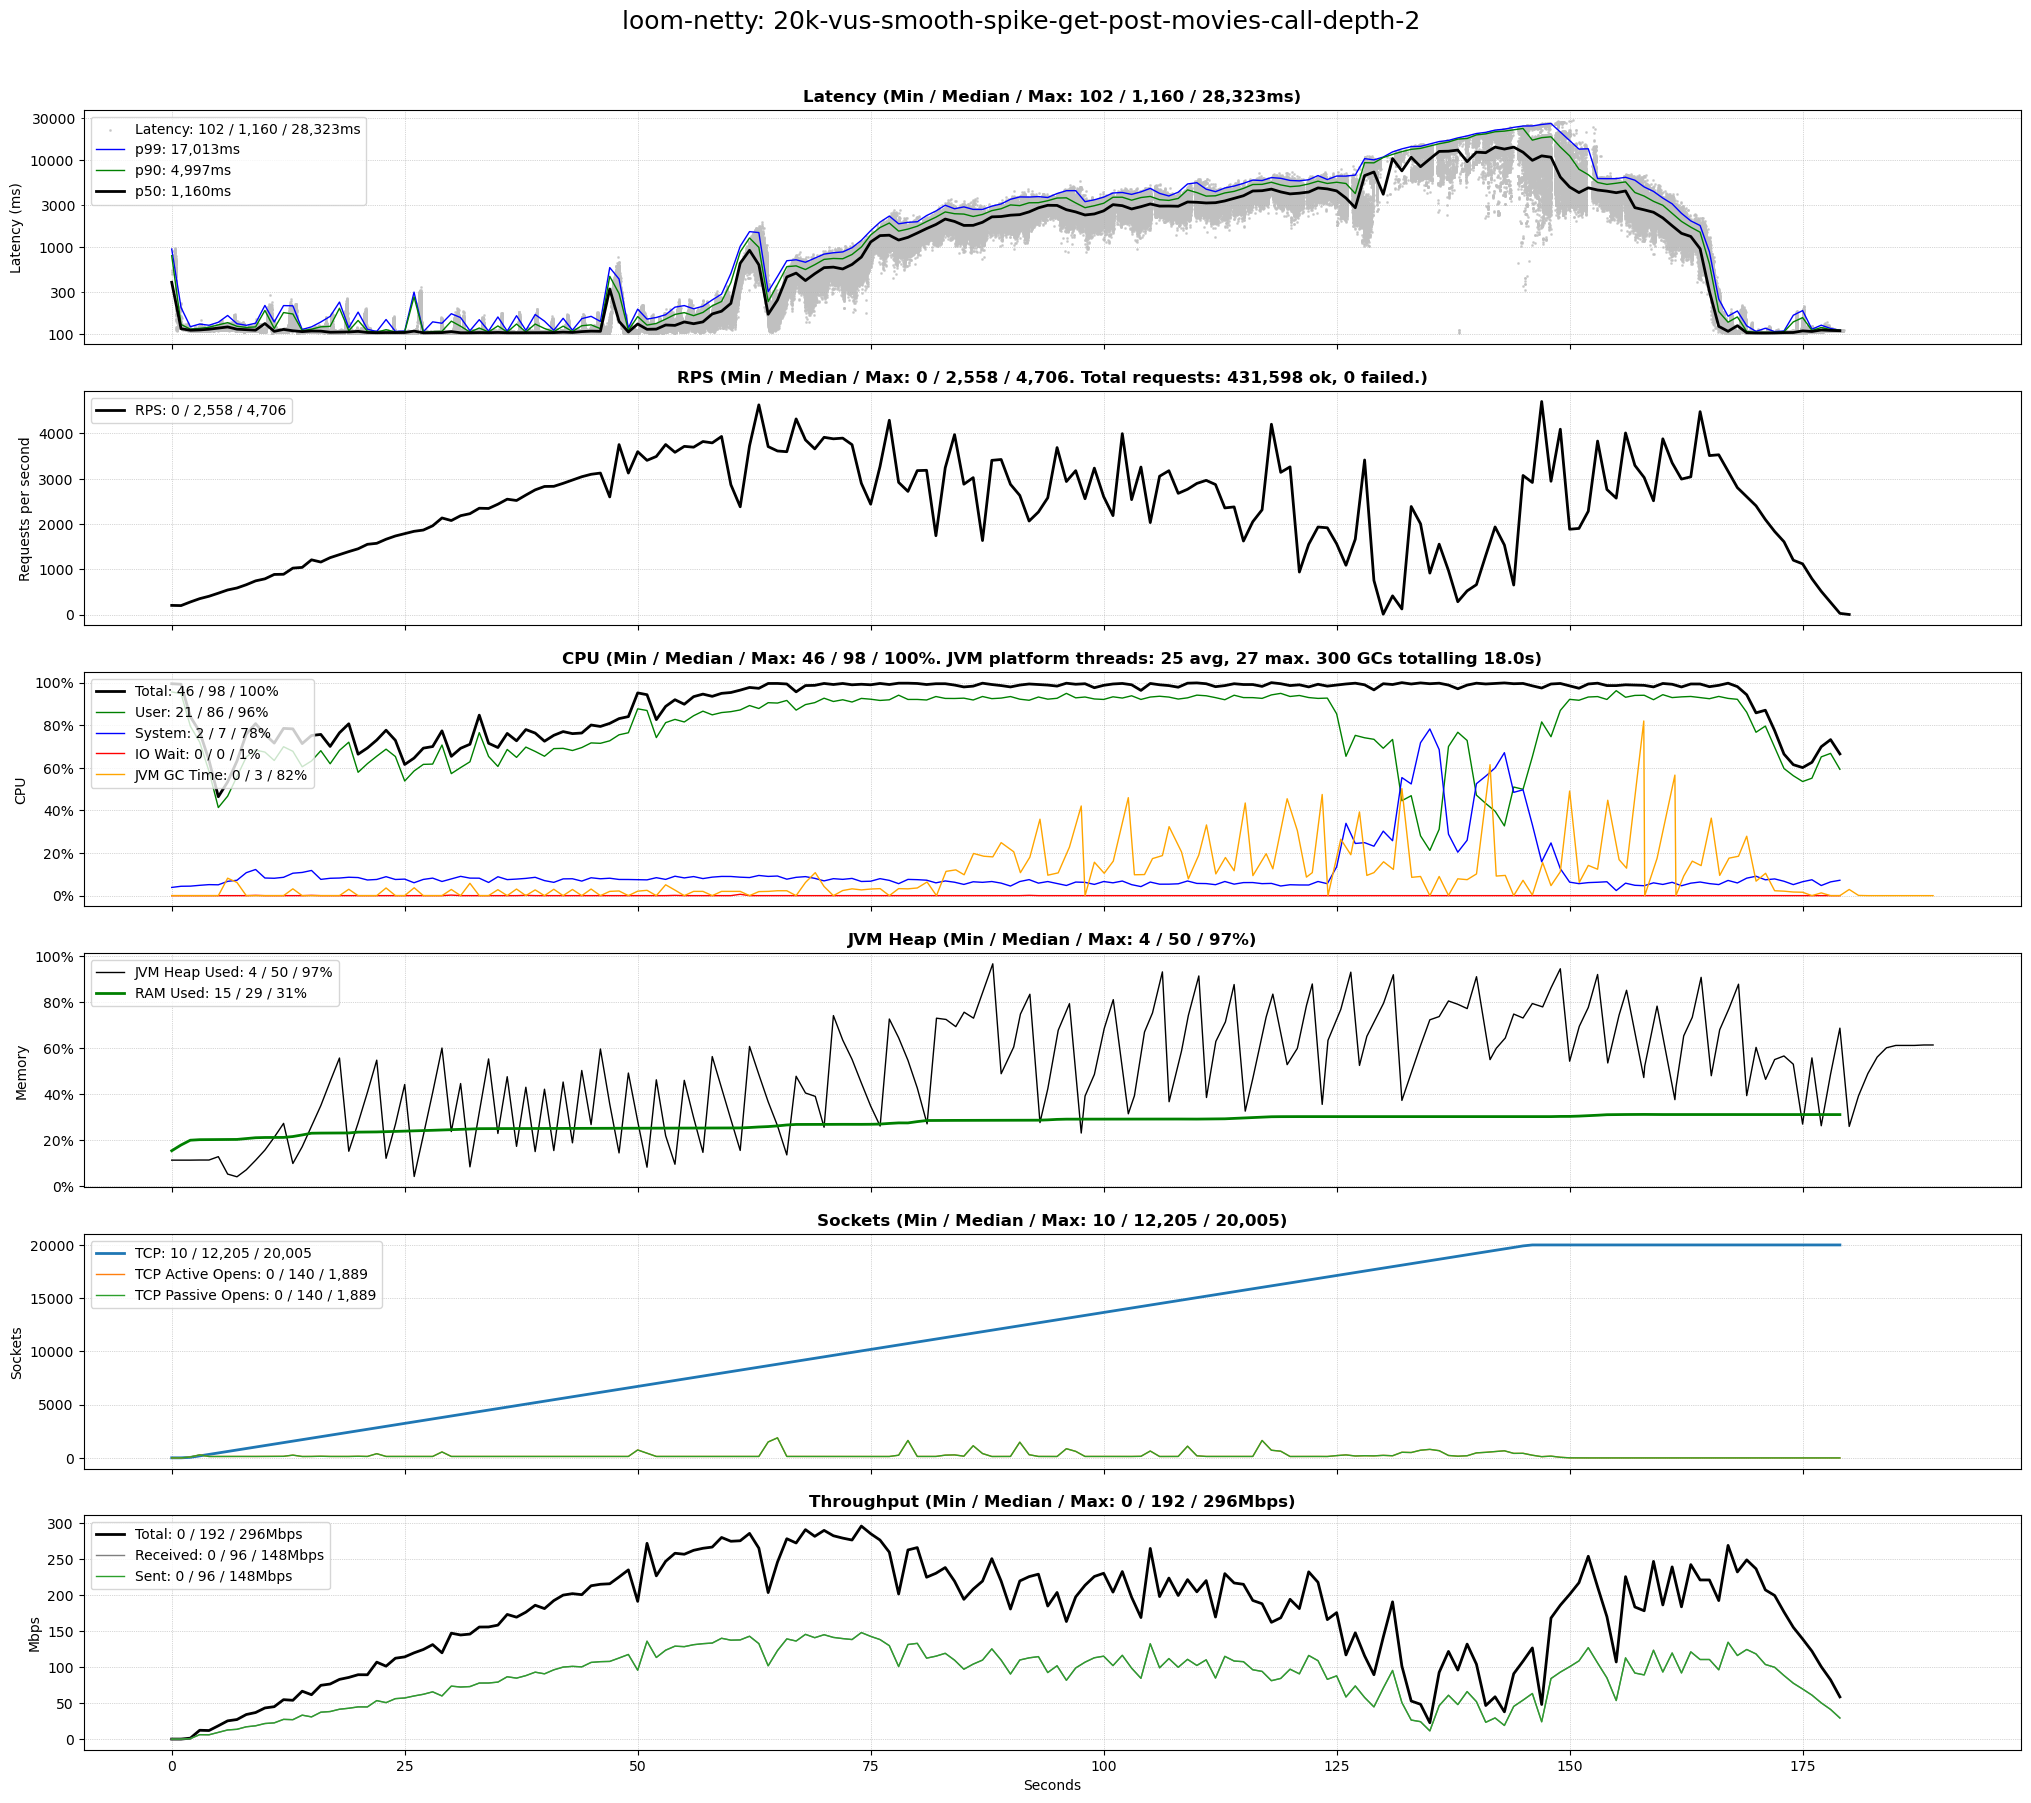 loom-netty: 20k-vus-smooth-spike-get-post-movies-call-depth-2
Latency (Min / Median / Max: 102 / 1,160 / 28,323ms)
Latency (ms)
30000
10000
3000
1000
300
100
Latency: 102 / 1,160 / 28,323ms
p99: 17,013ms
p90: 4,997ms
p50: 1,160ms
RPS (Min / Median / Max: 0 / 2,558 / 4,706. Total requests: 431,598 ok, 0 failed.)
Requests per second
4000
3000
2000
1000
0
RPS: 0 / 2,558 / 4,706
CPU (Min / Median / Max: 46 / 98 / 100%. JVM platform threads: 25 avg, 27 max. 300 GCs totalling 18.0s)
CPU
100%
80%
60%
40%
20%
0%
Total: 46 / 98 / 100%
User: 21 / 86 / 96%
System: 2 / 7 / 78%
IO Wait: 0 / 0 / 1%
JVM GC Time: 0 / 3 / 82%
JVM Heap (Min / Median / Max: 4 / 50 / 97%)
Memory
100%
80%
60%
40%
20%
0%
JVM Heap Used: 4 / 50 / 97%
RAM Used: 15 / 29 / 31%
Sockets (Min / Median / Max: 10 / 12,205 / 20,005)
Sockets
20000
15000
10000
5000
0
TCP: 10 / 12,205 / 20,005
TCP Active Opens: 0 / 140 / 1,889
TCP Passive Opens: 0 / 140 / 1,889
Throughput (Min / Median / Max: 0 / 192 / 296Mbps)
Mbps
300
250
200
150
100
50
0
Total: 0 / 192 / 296Mbps
Received: 0 / 96 / 148Mbps
Sent: 0 / 96 / 148Mbps
0 25 50 75 100 125 150 175
Seconds